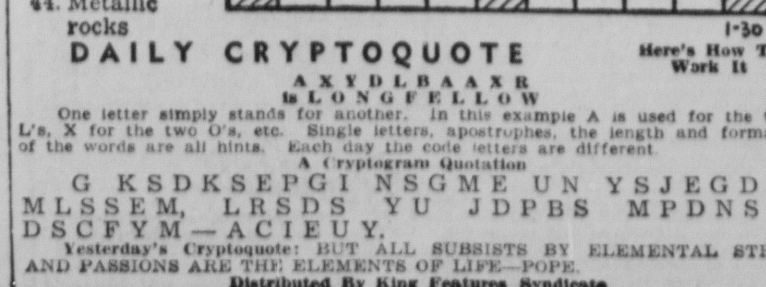 44. Metallic
rocks
1-30
DAILY CRYPTOQUOTE
Here's How T
Work It
AXYDLBAAXR
is LONGFELLOW
One letter simply stands for another. In this example A is used for the
L's, X for the two O's, etc. Single letters, apostrophes, the length and forma
of the words are all hints. Each day the code letters are different.
A Cryptogram Quotation
G KSDKSEPGI NSGME UN YSJEGD
MLSSEM, LRSDS YU JDPBS MPDNS
DSCFYM—ACIEUY.
Yesterday's Cryptoquote: BUT ALL SUBSISTS BY ELEMENTAL STR
AND PASSIONS ARE THE ELEMENTS OF LIFE—POPE.
Distributed By King Features Syndicate